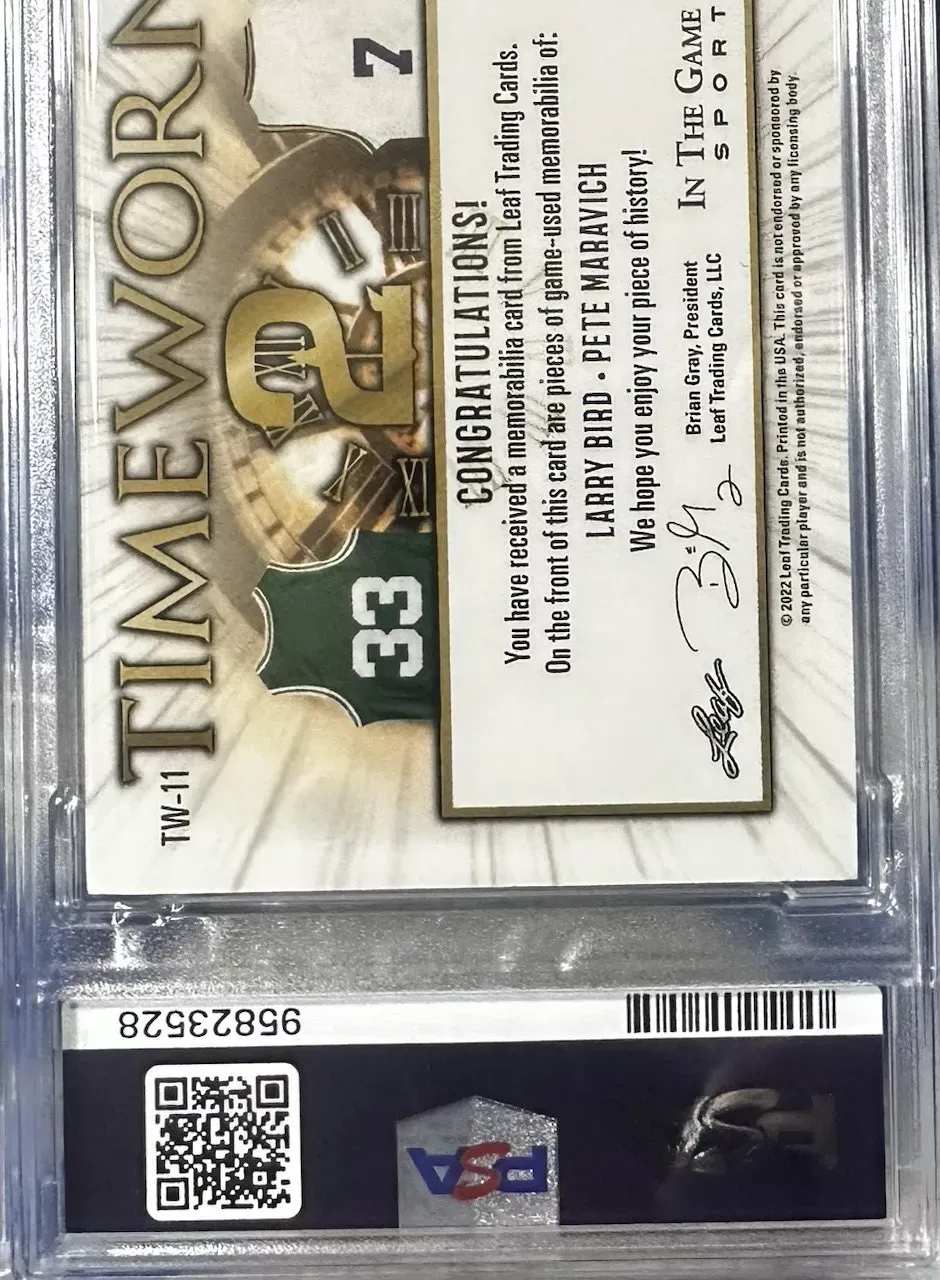 TW-11
TIMEWORN
2
XII
II
III
X
XI
33
7
CONGRATULATIONS!
You have received a memorabilia card from Leaf Trading Cards.
On the front of this card are pieces of game-used memorabilia of:
LARRY BIRD • PETE MARAVICH
We hope you enjoy your piece of history!
Leaf
Brian Gray, President
Leaf Trading Cards, LLC
IN THE GAME
SPORT
© 2022 Leaf Trading Cards. Printed in the USA. This card is not endorsed or sponsored by
any particular player and is not authorized, endorsed or approved by any licensing body.
95823528
PSA